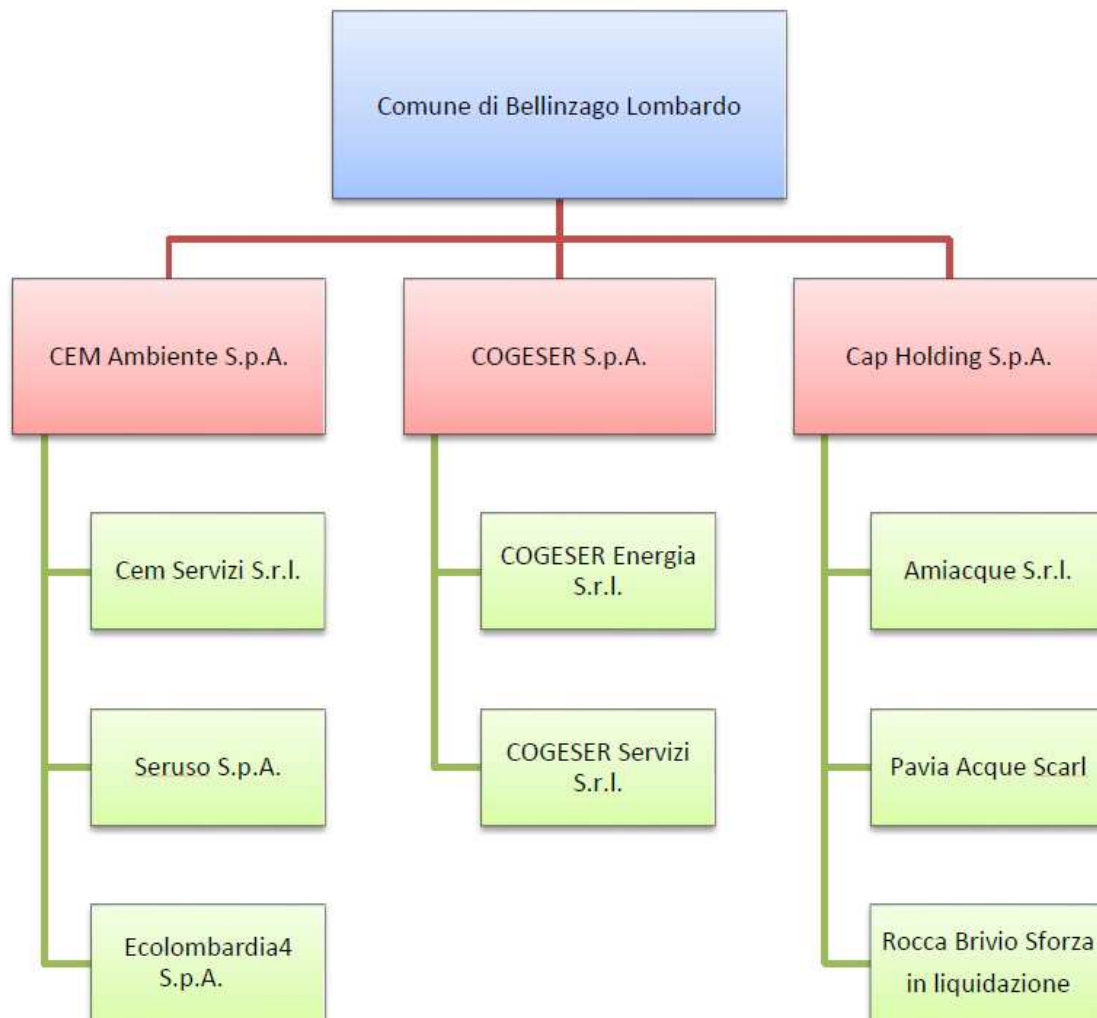 Comune di Bellinzago Lombardo
CEM Ambiente S.p.A.
COGESER S.p.A.
Cap Holding S.p.A.
Cem Servizi S.r.l.
COGESER Energia
S.r.l.
Amiacque S.r.l.
Seruso S.p.A.
COGESER Servizi
S.r.l.
Pavia Acque Scarl
Ecolombardia4
S.p.A.
Rocca Brivio Sforza
in liquidazione